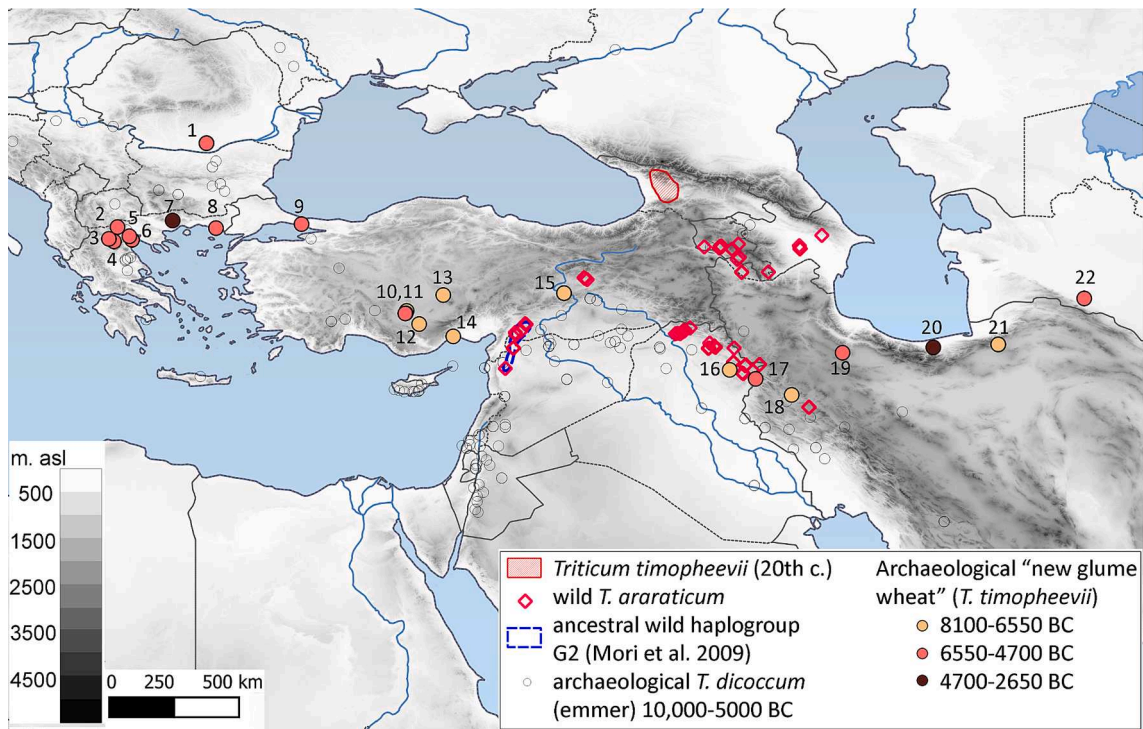 1
2
5
7
8
9
3
6
4
13
10,11
12
14
15
16
17
18
19
20
21
22
m. asl
500
1500
2500
3500
4500
0 250 500 km
Triticum timopheevii (20th c.)
wild T. araraticum
ancestral wild haplogroup
G2 (Mori et al. 2009)
archaeological T. dicoccum
(emmer) 10,000-5000 BC
Archaeological “new glume
wheat” (T. timopheevii)
8100-6550 BC
6550-4700 BC
4700-2650 BC